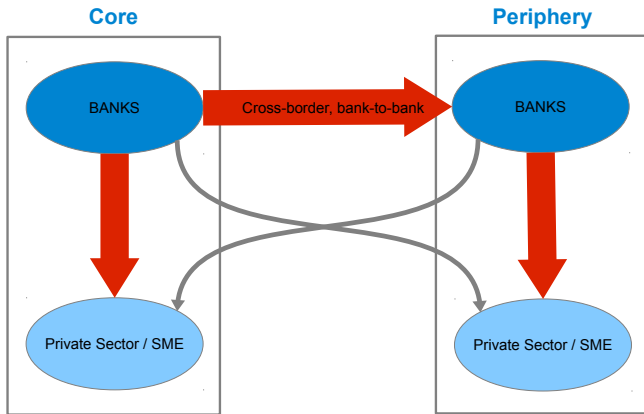 Core
Periphery
BANKS
Cross-border, bank-to-bank
BANKS
Private Sector / SME
Private Sector / SME